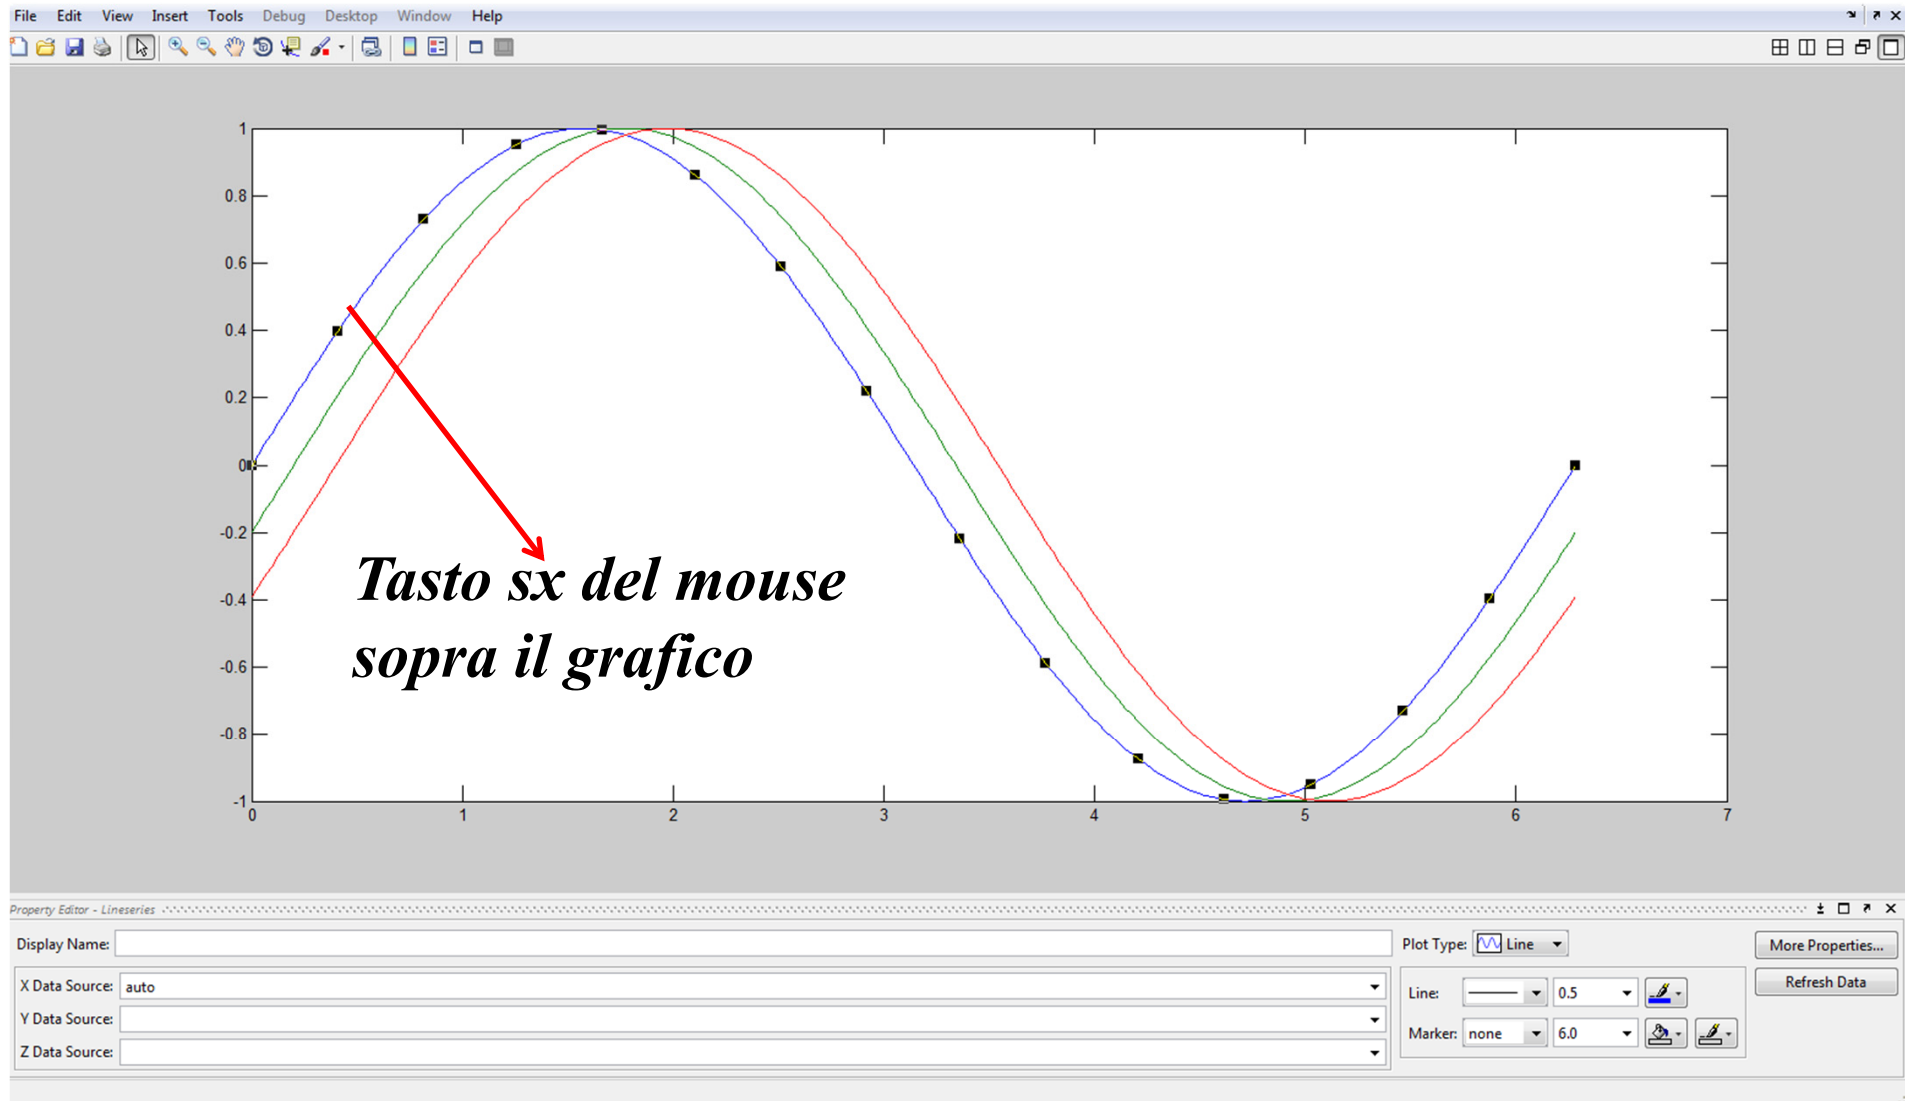 File Edit View Insert Tools Debug Desktop Window Help
1
0.8
0.6
0.4
0.2
0
-0.2
-0.4
-0.6
-0.8
-1
0 1 2 3 4 5 6 7
Tasto sx del mouse
sopra il grafico
Property Editor - Lineseries
Display Name:
Plot Type: Line
More Properties...
X Data Source: auto
Line: 0.5
Refresh Data
Y Data Source:
Marker: none 6.0
Z Data Source: